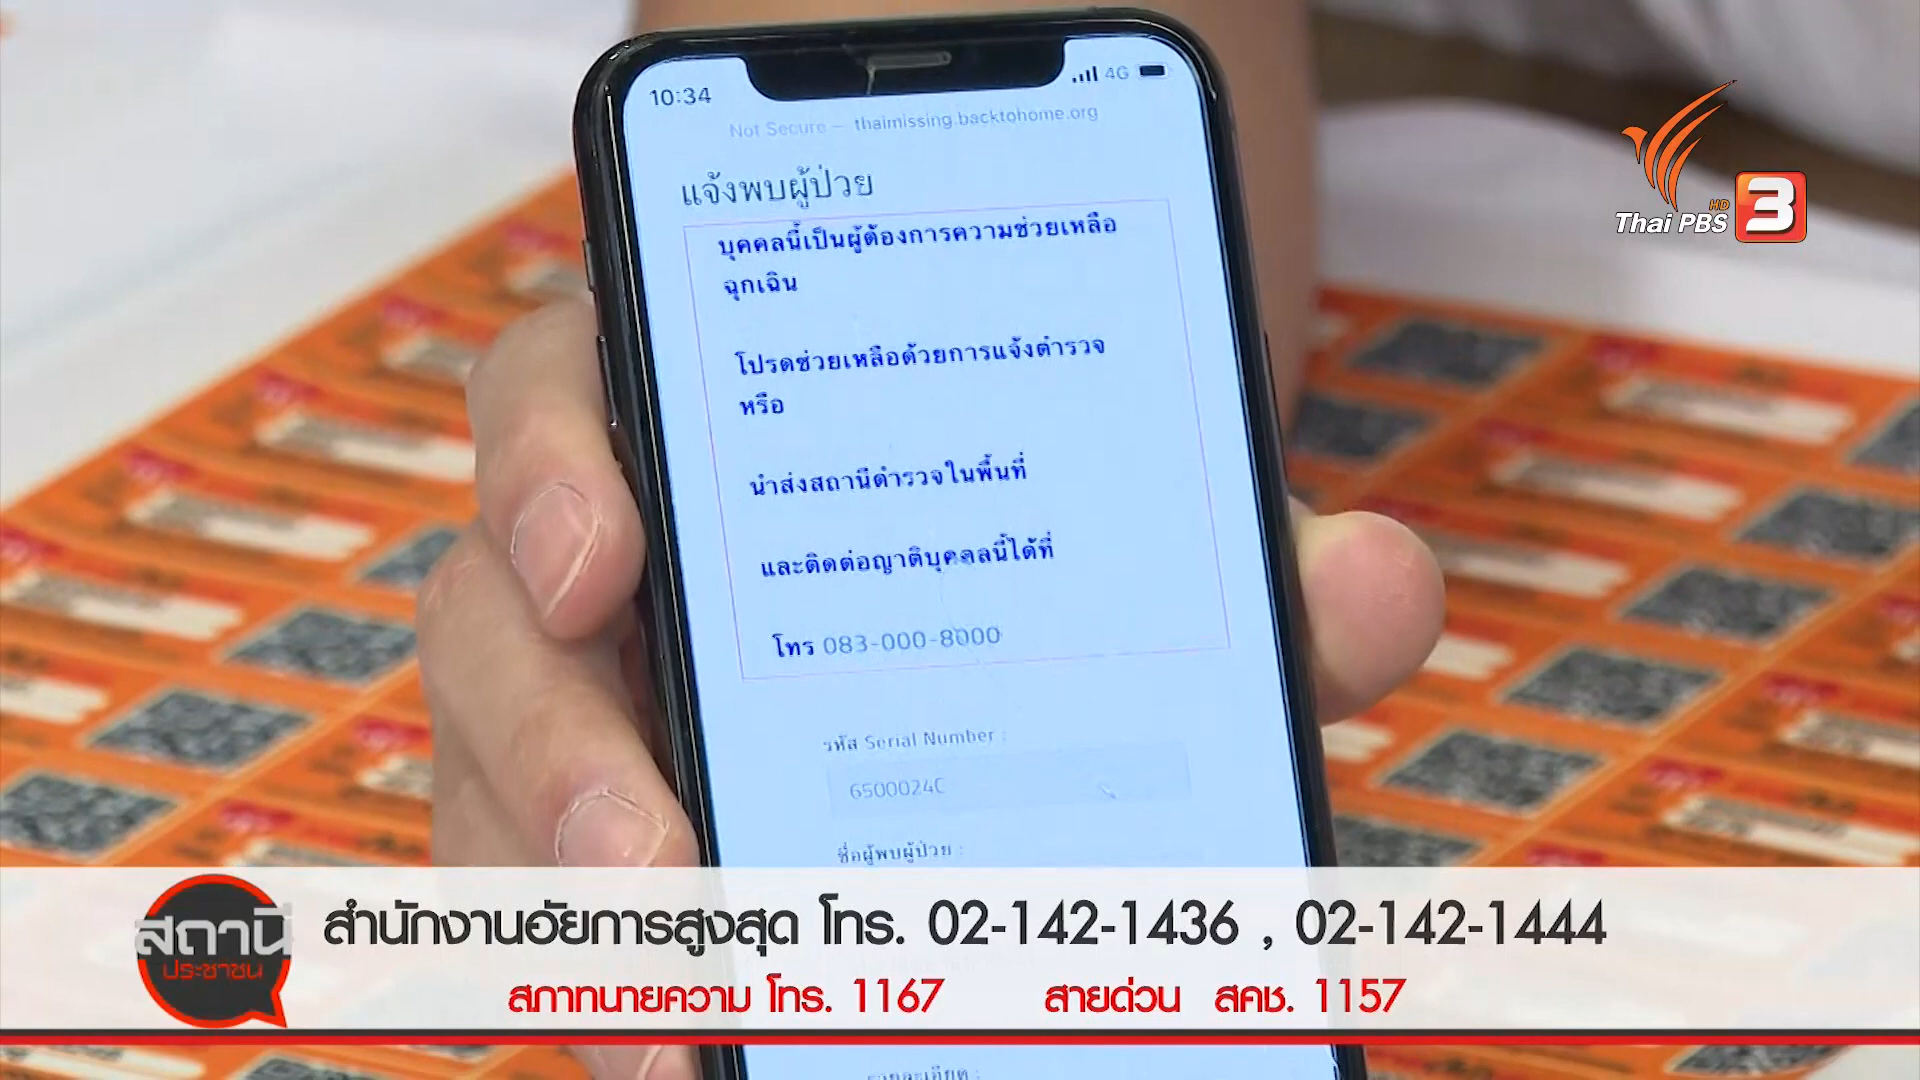 10:34
4G
Not Secure — thaimissing.backtohome.org
แจ้งพบผู้ป่วย
บุคคลนี้เป็นผู้ต้องการความช่วยเหลือ
ฉุกเฉิน
โปรดช่วยเหลือด้วยการแจ้งตำรวจ
หรือ
นำส่งสถานีตำรวจในพื้นที่
และติดต่อญาติบุคคลนี้ได้ที่
โทร 083-000-8000
รหัส Serial Number :
6500024C
ชื่อผู้พบผู้ป่วย :
รายละเอียด :
Thai PBS HD 3
สถานี
ประชาชน
สำนักงานอัยการสูงสุด โทร. 02-142-1436 , 02-142-1444
สภาทนายความ โทร. 1167 สายด่วน สคช. 1157